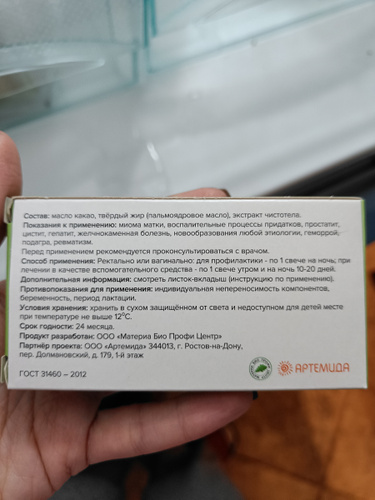 Состав: масло какао, твёрдый жир (пальмоядровое масло), экстракт чистотела.
Показания к применению: миома матки, воспалительные процессы придатков, простатит,
цистит, гепатит, желчнокаменная болезнь, новообразования любой этиологии, геморрой,
подагра, ревматизм.
Перед применением рекомендуется проконсультироваться с врачом.
Способ применения: Ректально или вагинально: для профилактики - по 1 свече на ночь; при
лечении в качестве вспомогательного средства - по 1 свече утром и на ночь 10-20 дней.
Дополнительная информация: смотреть листок-вкладыш (инструкцию по применению).
Противопоказания для применения: индивидуальная непереносимость компонентов,
беременность, период лактации.
Условия хранения: хранить в сухом защищённом от света и недоступном для детей месте
при температуре не выше 12⁰С.
Срок годности: 24 месяца.
Продукт разработан: ООО «Материа Био Профи Центр»
Партнёр проекта: ООО «Артемида» 344013, г. Ростов-на-Дону,
пер. Долмановский, д. 179, 1-й этаж
ГОСТ 31460 – 2012
АРТЕМИДА